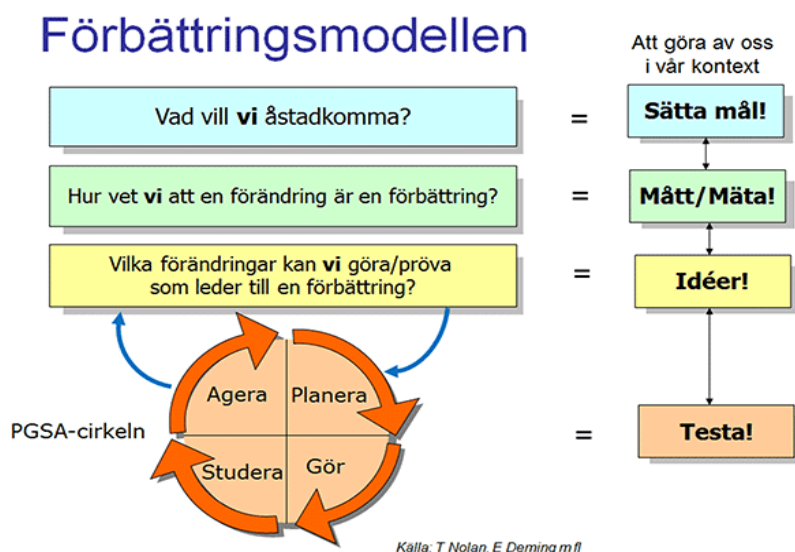 Förbättringsmodellen
Att göra av oss
i vår kontext
Vad vill vi åstadkomma?
=
Sätta mål!
Hur vet vi att en förändring är en förbättring?
=
Mått/Mäta!
Vilka förändringar kan vi göra/pröva
som leder till en förbättring?
=
Idéer!
Agera
Planera
PGSA-cirkeln
Studera
Gör
=
Testa!
Källa: T Nolan, E Deming m fl